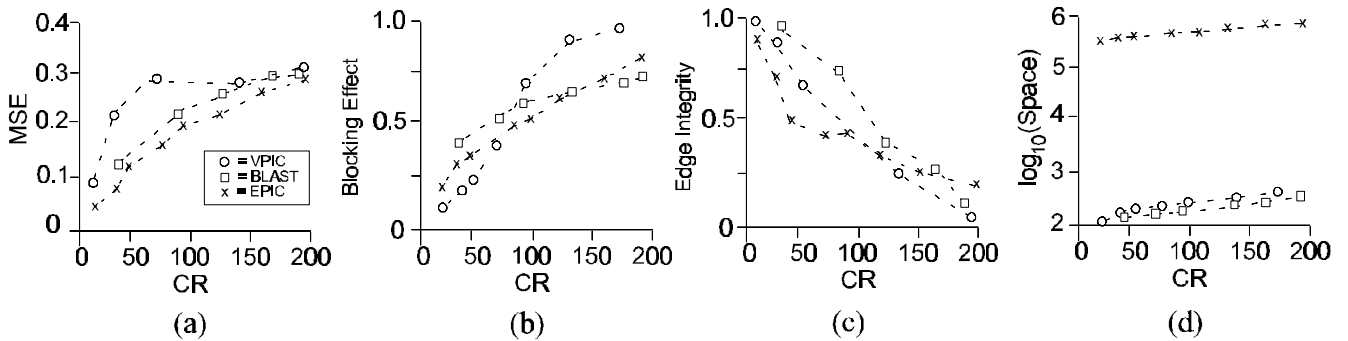 0.4
0.3
0.2
0.1
0
MSE
○ = VPIC
□ = BLAST
× = EPIC
0 50 100 150 200
CR
(a)
1.0
0.5
0
Blocking Effect
0 50 100 150 200
CR
(b)
1.0
0.5
0
Edge Integrity
0 50 100 150 200
CR
(c)
6
5
4
3
2
log10(Space)
0 50 100 150 200
CR
(d)